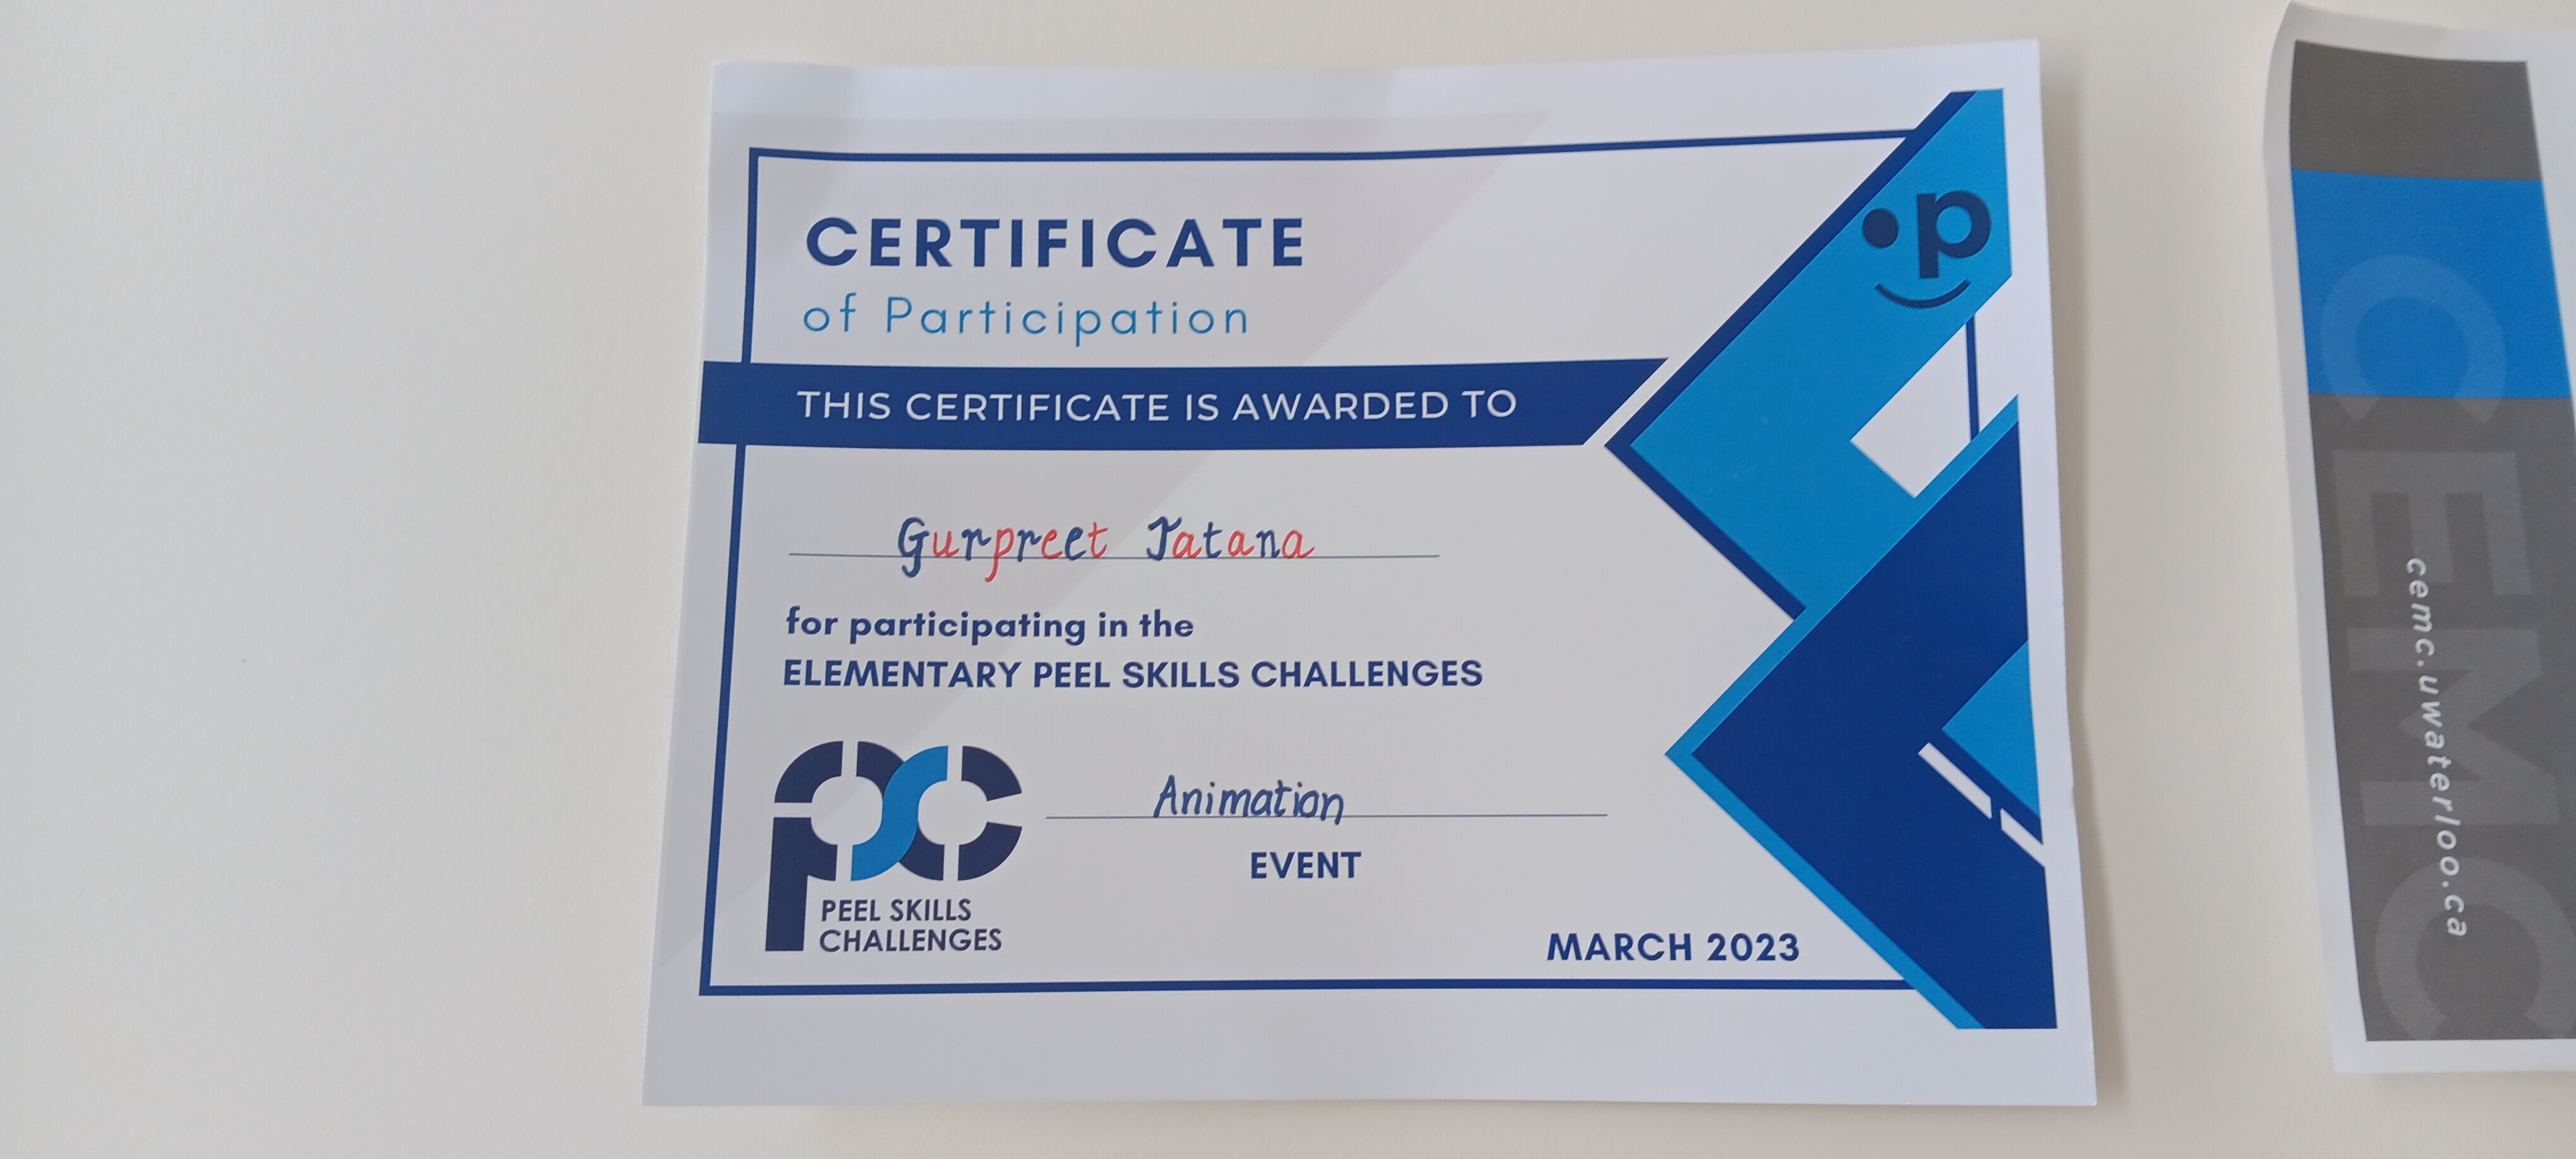 CERTIFICATE
of Participation
THIS CERTIFICATE IS AWARDED TO
Gurpreet Jatana
for participating in the
ELEMENTARY PEEL SKILLS CHALLENGES
Animation
EVENT
psc
PEEL SKILLS
CHALLENGES
MARCH 2023
p
CEMC
cemc.uwaterloo.ca